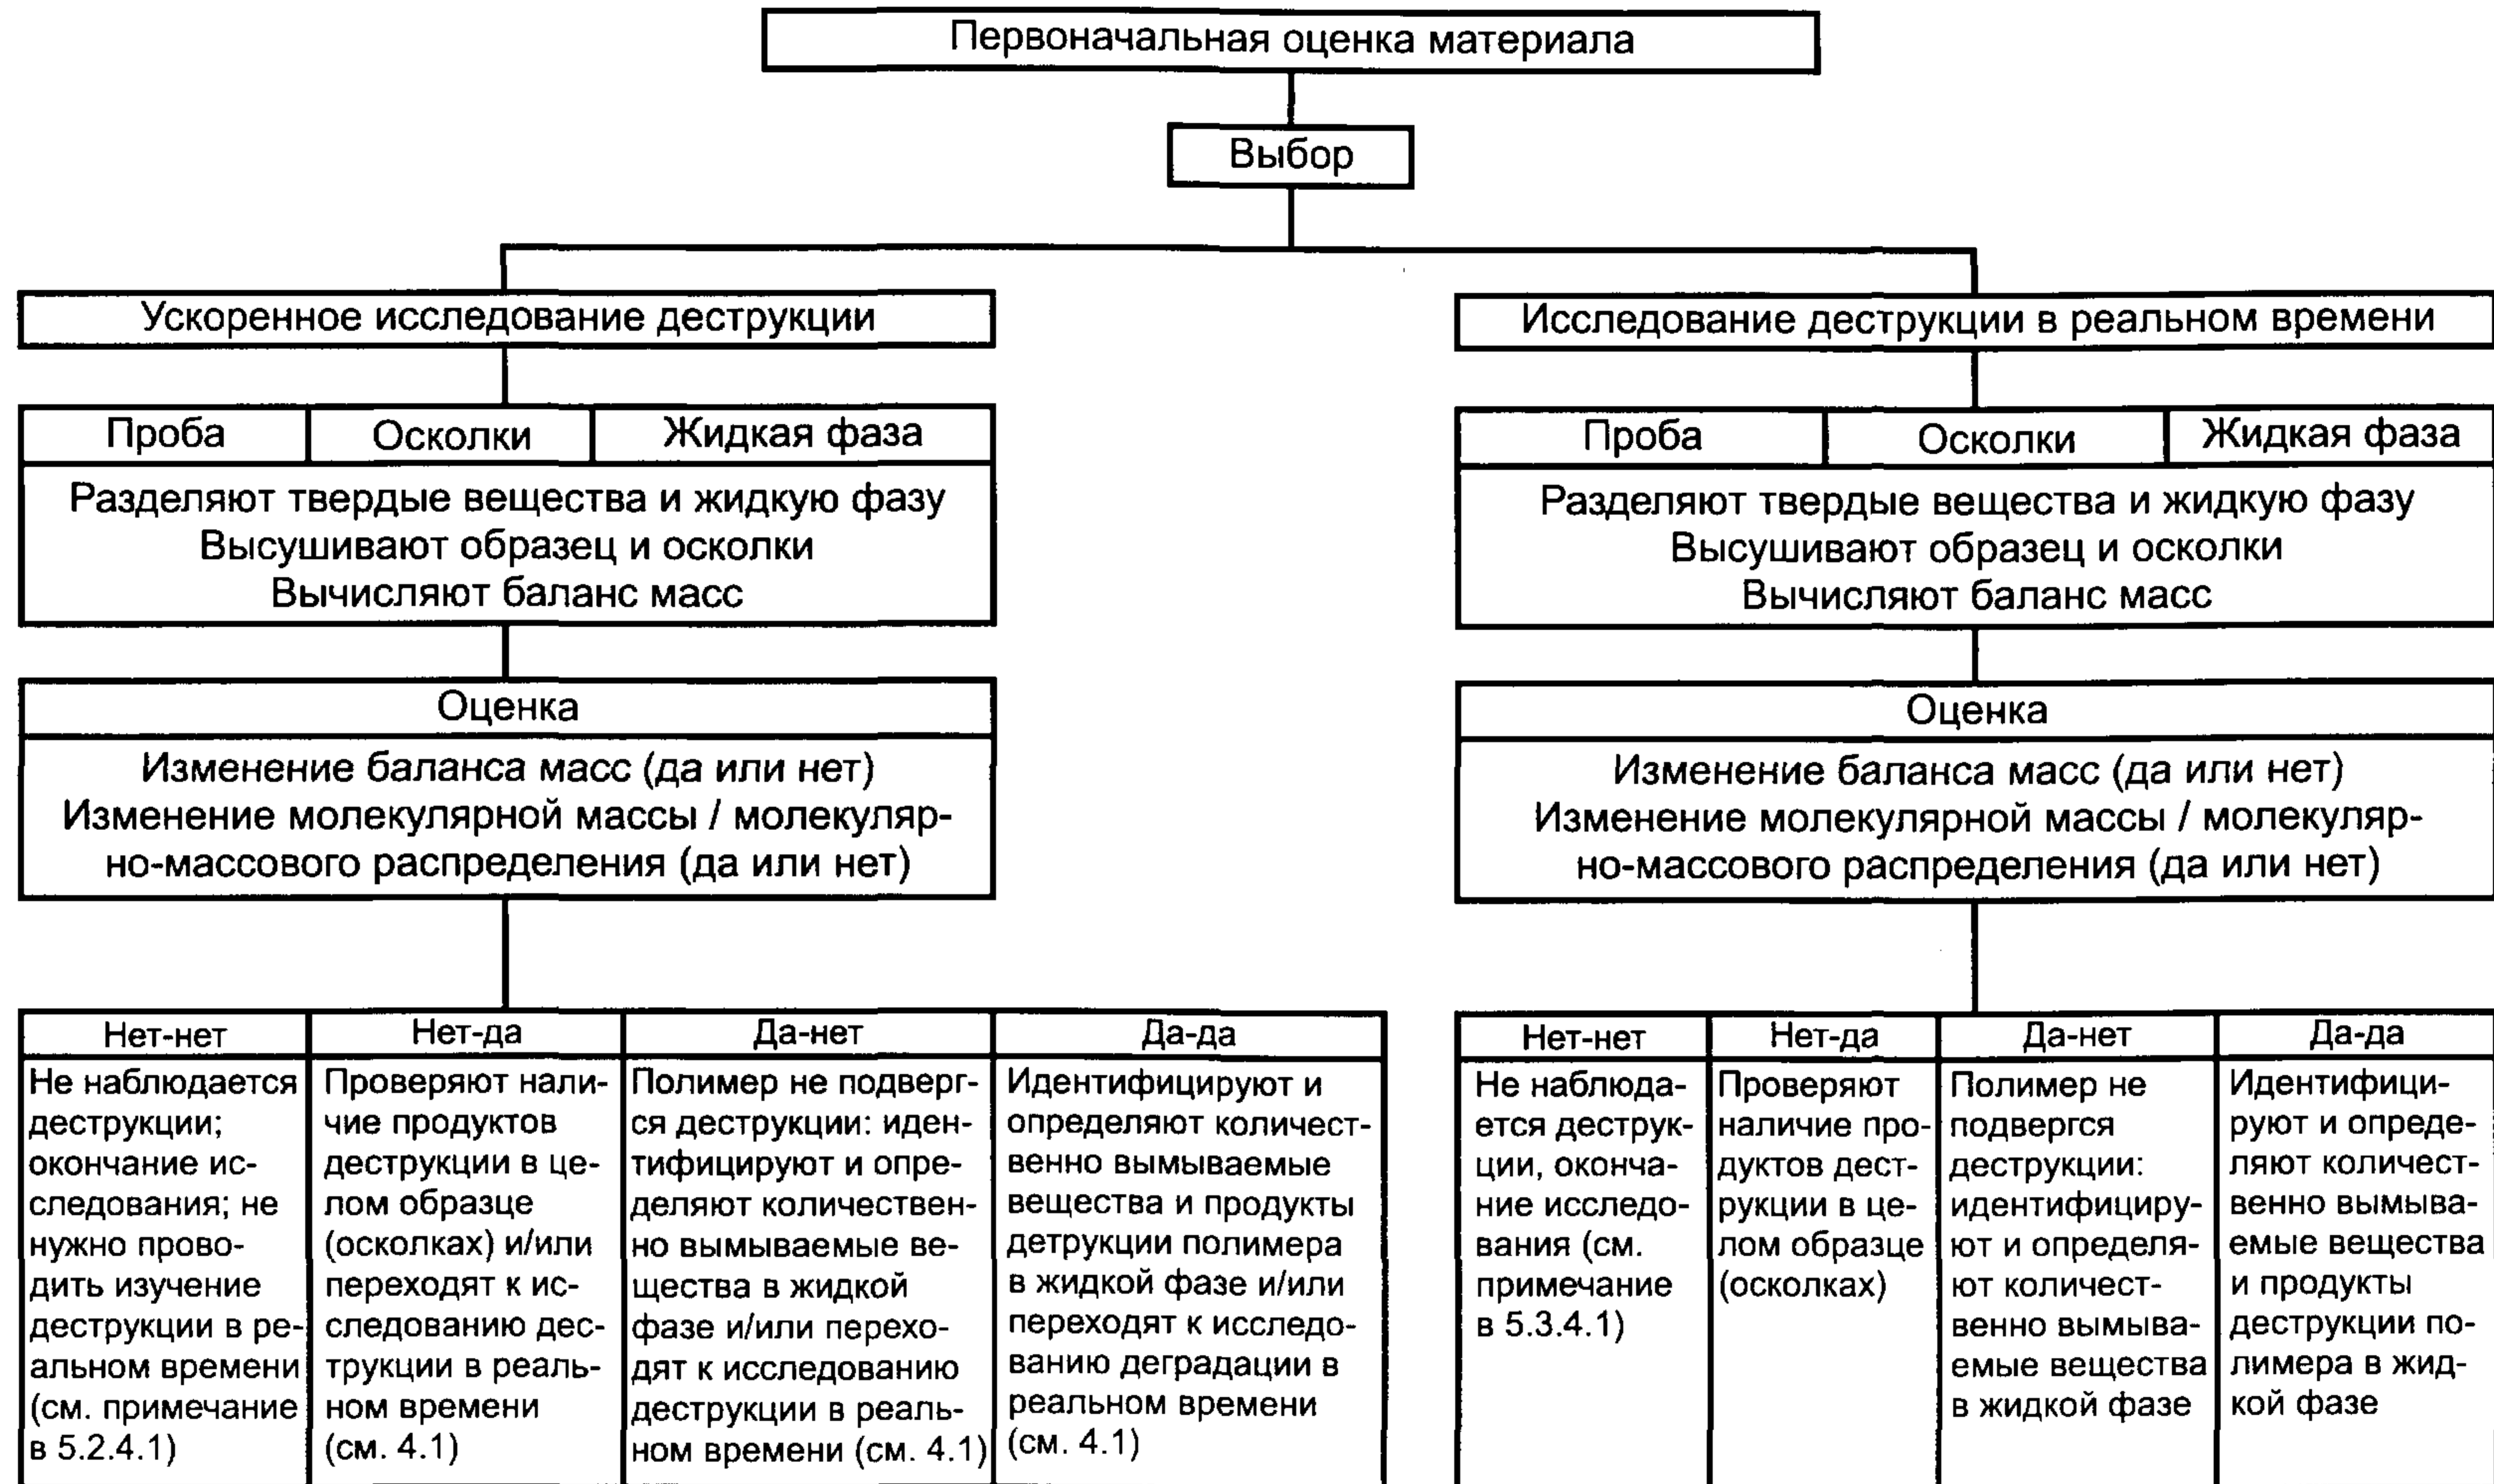 Первоначальная оценка материала
Выбор
Ускоренное исследование деструкции
Проба
Осколки
Жидкая фаза
Разделяют твердые вещества и жидкую фазу
Высушивают образец и осколки
Вычисляют баланс масс
Оценка
Изменение баланса масс (да или нет)
Изменение молекулярной массы / молекуляр-
но-массового распределения (да или нет)
Нет-нет
Не наблюдается
деструкции;
окончание ис-
следования; не
нужно прово-
дить изучение
деструкции в ре-
альном времени
(см. примечание
в 5.2.4.1)
Нет-да
Проверяют нали-
чие продуктов
деструкции в це-
лом образце
(осколках) и/или
переходят к ис-
следованию дес-
трукции в реаль-
ном времени
(см. 4.1)
Да-нет
Полимер не подверг-
ся деструкции: иден-
тифицируют и опре-
деляют количествен-
но вымываемые ве-
щества в жидкой
фазе и/или перехо-
дят к исследованию
деструкции в реаль-
ном времени (см. 4.1)
Да-да
Идентифицируют и
определяют количест-
венно вымываемые
вещества и продукты
детрукции полимера
в жидкой фазе и/или
переходят к исследо-
ванию деградации в
реальном времени
(см. 4.1)
Исследование деструкции в реальном времени
Проба
Осколки
Жидкая фаза
Разделяют твердые вещества и жидкую фазу
Высушивают образец и осколки
Вычисляют баланс масс
Оценка
Изменение баланса масс (да или нет)
Изменение молекулярной массы / молекуляр-
но-массового распределения (да или нет)
Нет-нет
Не наблюда-
ется деструк-
ции, оконча-
ние исследо-
вания (см.
примечание
в 5.3.4.1)
Нет-да
Проверяют
наличие про-
дуктов дест-
рукции в це-
лом образце
(осколках)
Да-нет
Полимер не
подвергся
деструкции:
идентифициру-
ют и определя-
ют количест-
венно вымыва-
емые вещества
в жидкой фазе
Да-да
Идентифици-
руют и опреде-
ляют количест-
венно вымыва-
емые вещества
и продукты
деструкции по-
лимера в жид-
кой фазе